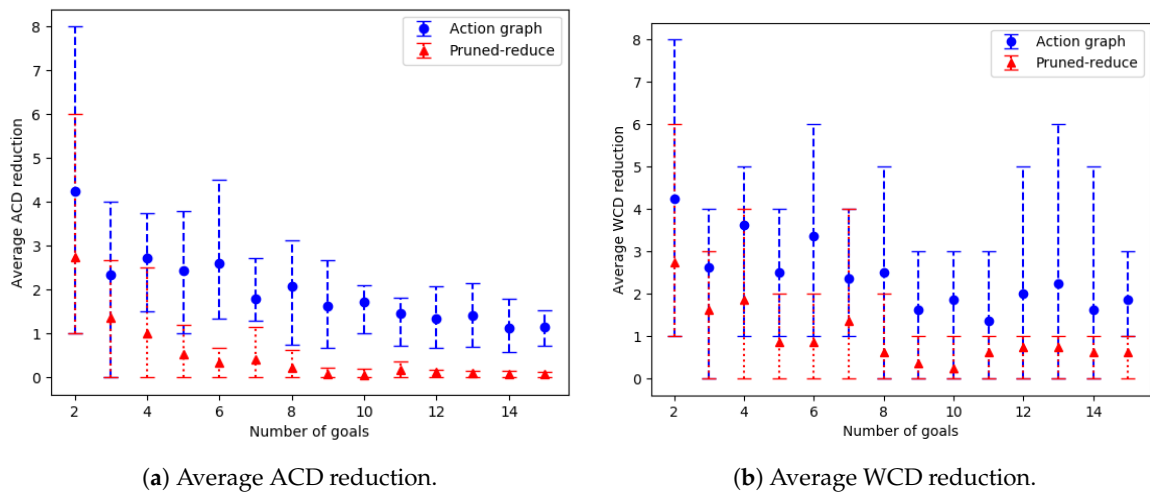 Action graph
Pruned-reduce
8
7
6
5
4
3
2
1
0
Average ACD reduction
2 4 6 8 10 12 14
Number of goals
(a) Average ACD reduction.
Action graph
Pruned-reduce
8
7
6
5
4
3
2
1
0
Average WCD reduction
2 4 6 8 10 12 14
Number of goals
(b) Average WCD reduction.